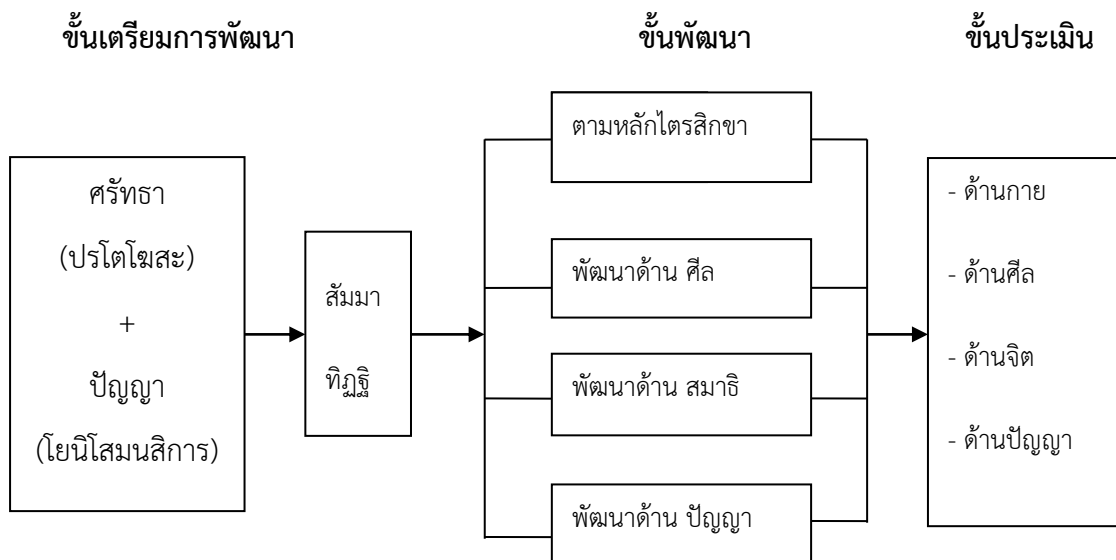 ขั้นเตรียมการพัฒนา
ขั้นพัฒนา
ขั้นประเมิน
ศรัทธา
(ปรโตโฆสะ)
+
ปัญญา
(โยนิโสมนสิการ)
สัมมา
ทิฏฐิ
ตามหลักไตรสิกขา
พัฒนาด้าน ศีล
พัฒนาด้าน สมาธิ
พัฒนาด้าน ปัญญา
- ด้านกาย
- ด้านศีล
- ด้านจิต
- ด้านปัญญา